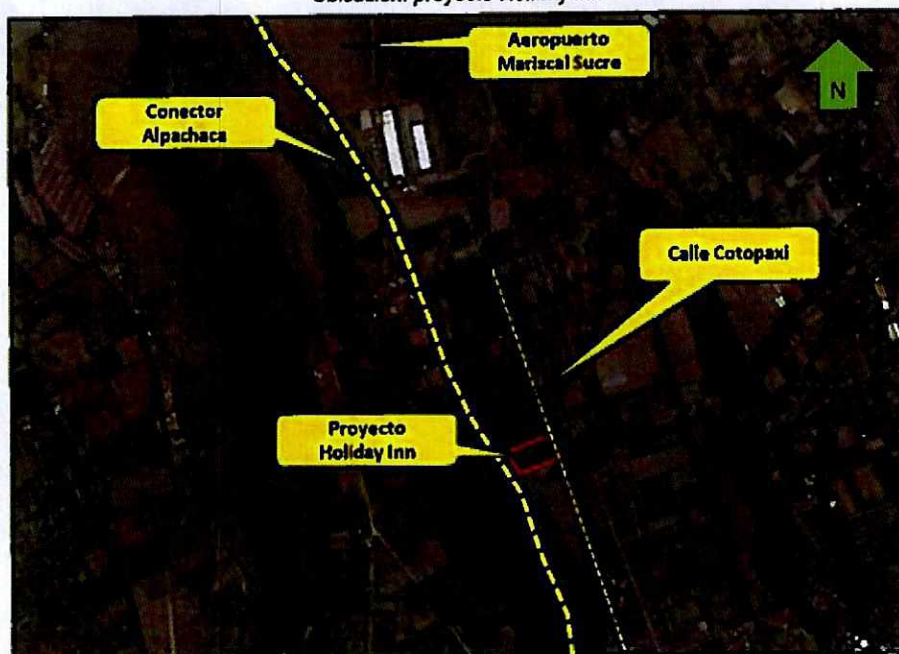 Aeropuerto
Mariscal Sucre
N
Conector
Alpachaca
Calle Cotopaxi
Proyecto
Holiday Inn